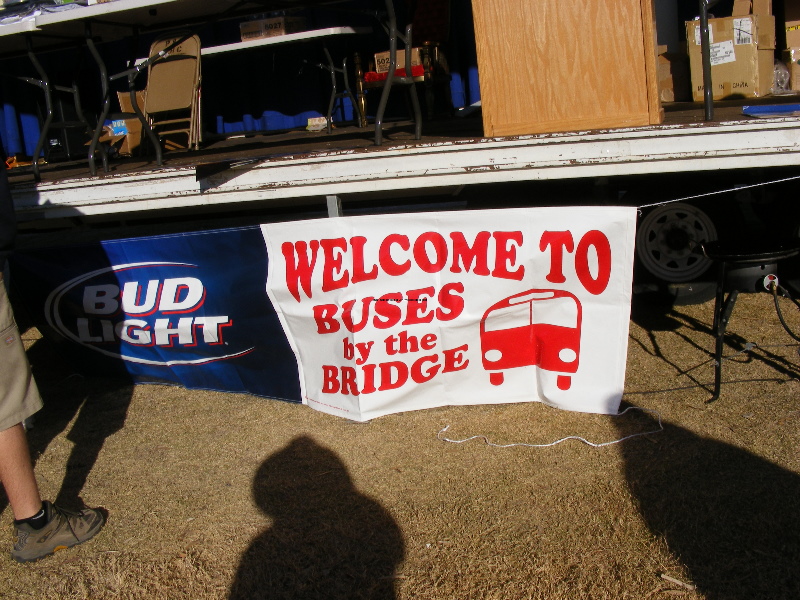 BUD
LIGHT
WELCOME TO
BUSES
by the
BRIDGE